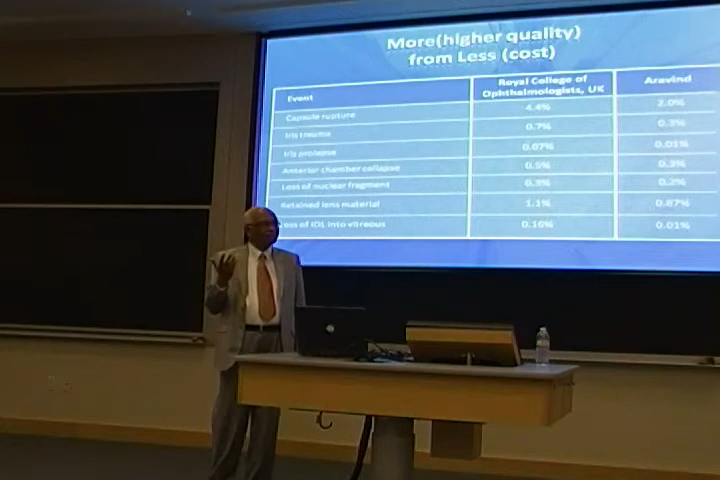 More(higher quality)
from Less (cost)
Event Royal College of Ophthalmologists, UK Aravind
Capsule rupture 4.4% 2.0%
Iris trauma 0.7% 0.3%
Iris prolapse 0.07% 0.01%
Anterior chamber collapse 0.5% 0.3%
Loss of nuclear fragment 0.3% 0.2%
Retained lens material 1.1% 0.87%
Loss of IOL into vitreous 0.16% 0.01%